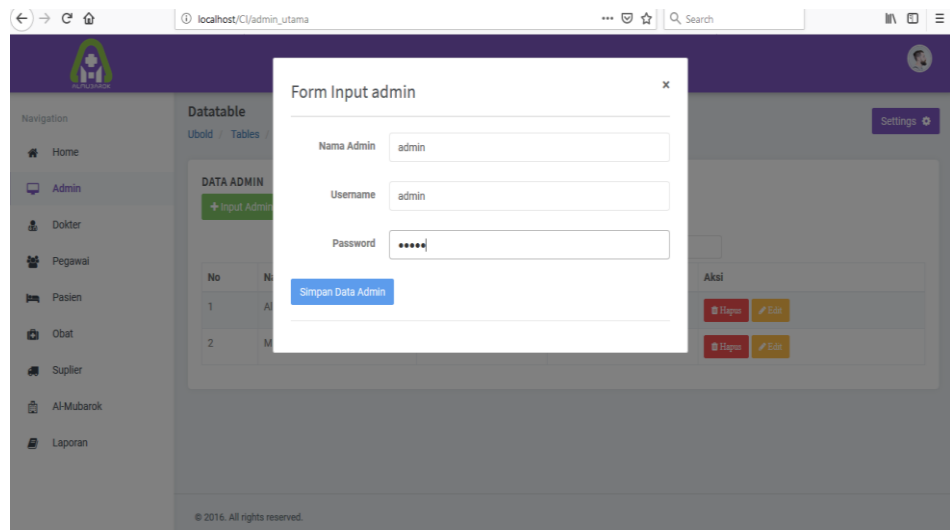 localhost/CI/admin_utama
Search
ALMUBAROK
Navigation
Home
Admin
Dokter
Pegawai
Pasien
Obat
Suplier
Al-Mubarok
Laporan
Datatable
Ubold / Tables /
Settings
DATA ADMIN
+ Input Admin
No Aksi
1 Hapus Edit
2 Hapus Edit
Form Input admin x
Nama Admin admin
Username admin
Password •••••
Simpan Data Admin
© 2016. All rights reserved.